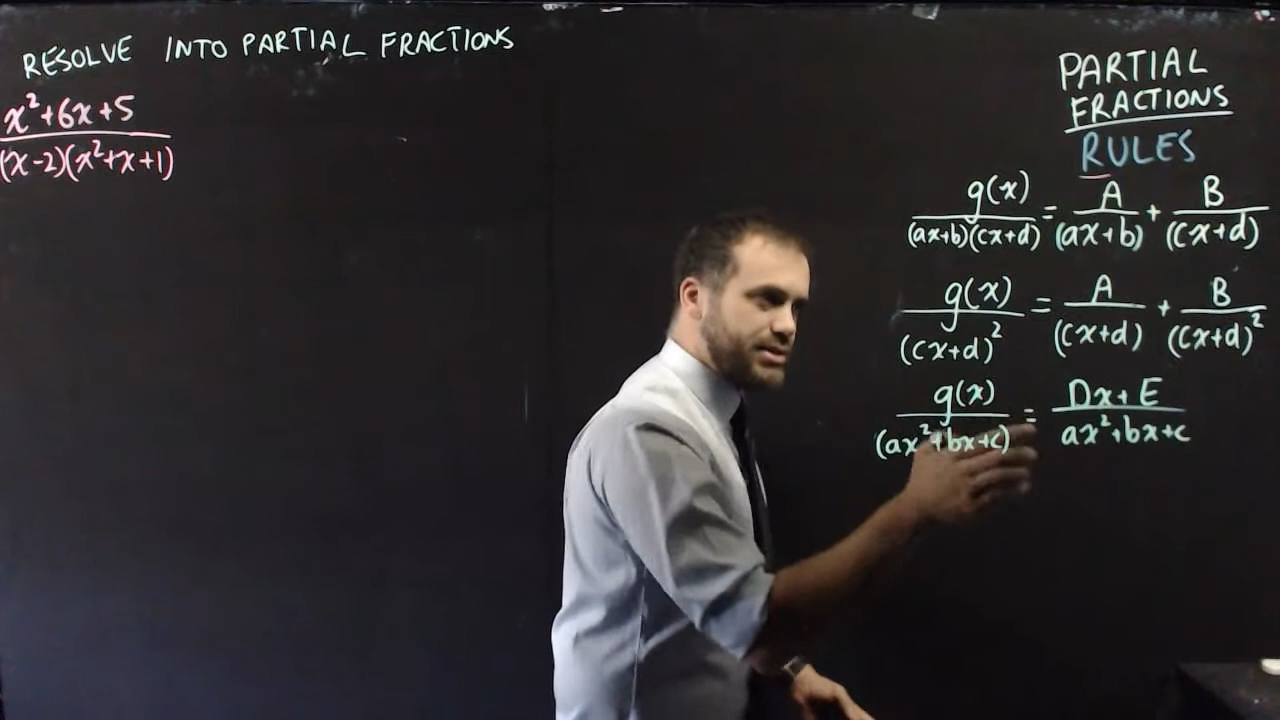 RESOLVE INTO PARTIAL FRACTIONS
x²+6x+5
(x-2)(x²+x+1)
PARTIAL
FRACTIONS
RULES
g(x) / (ax+b)(cx+d) = A / (ax+b) + B / (cx+d)
g(x) / (cx+d)² = A / (cx+d) + B / (cx+d)²
g(x) / (ax²+bx+c) = Dx+E / ax²+bx+c